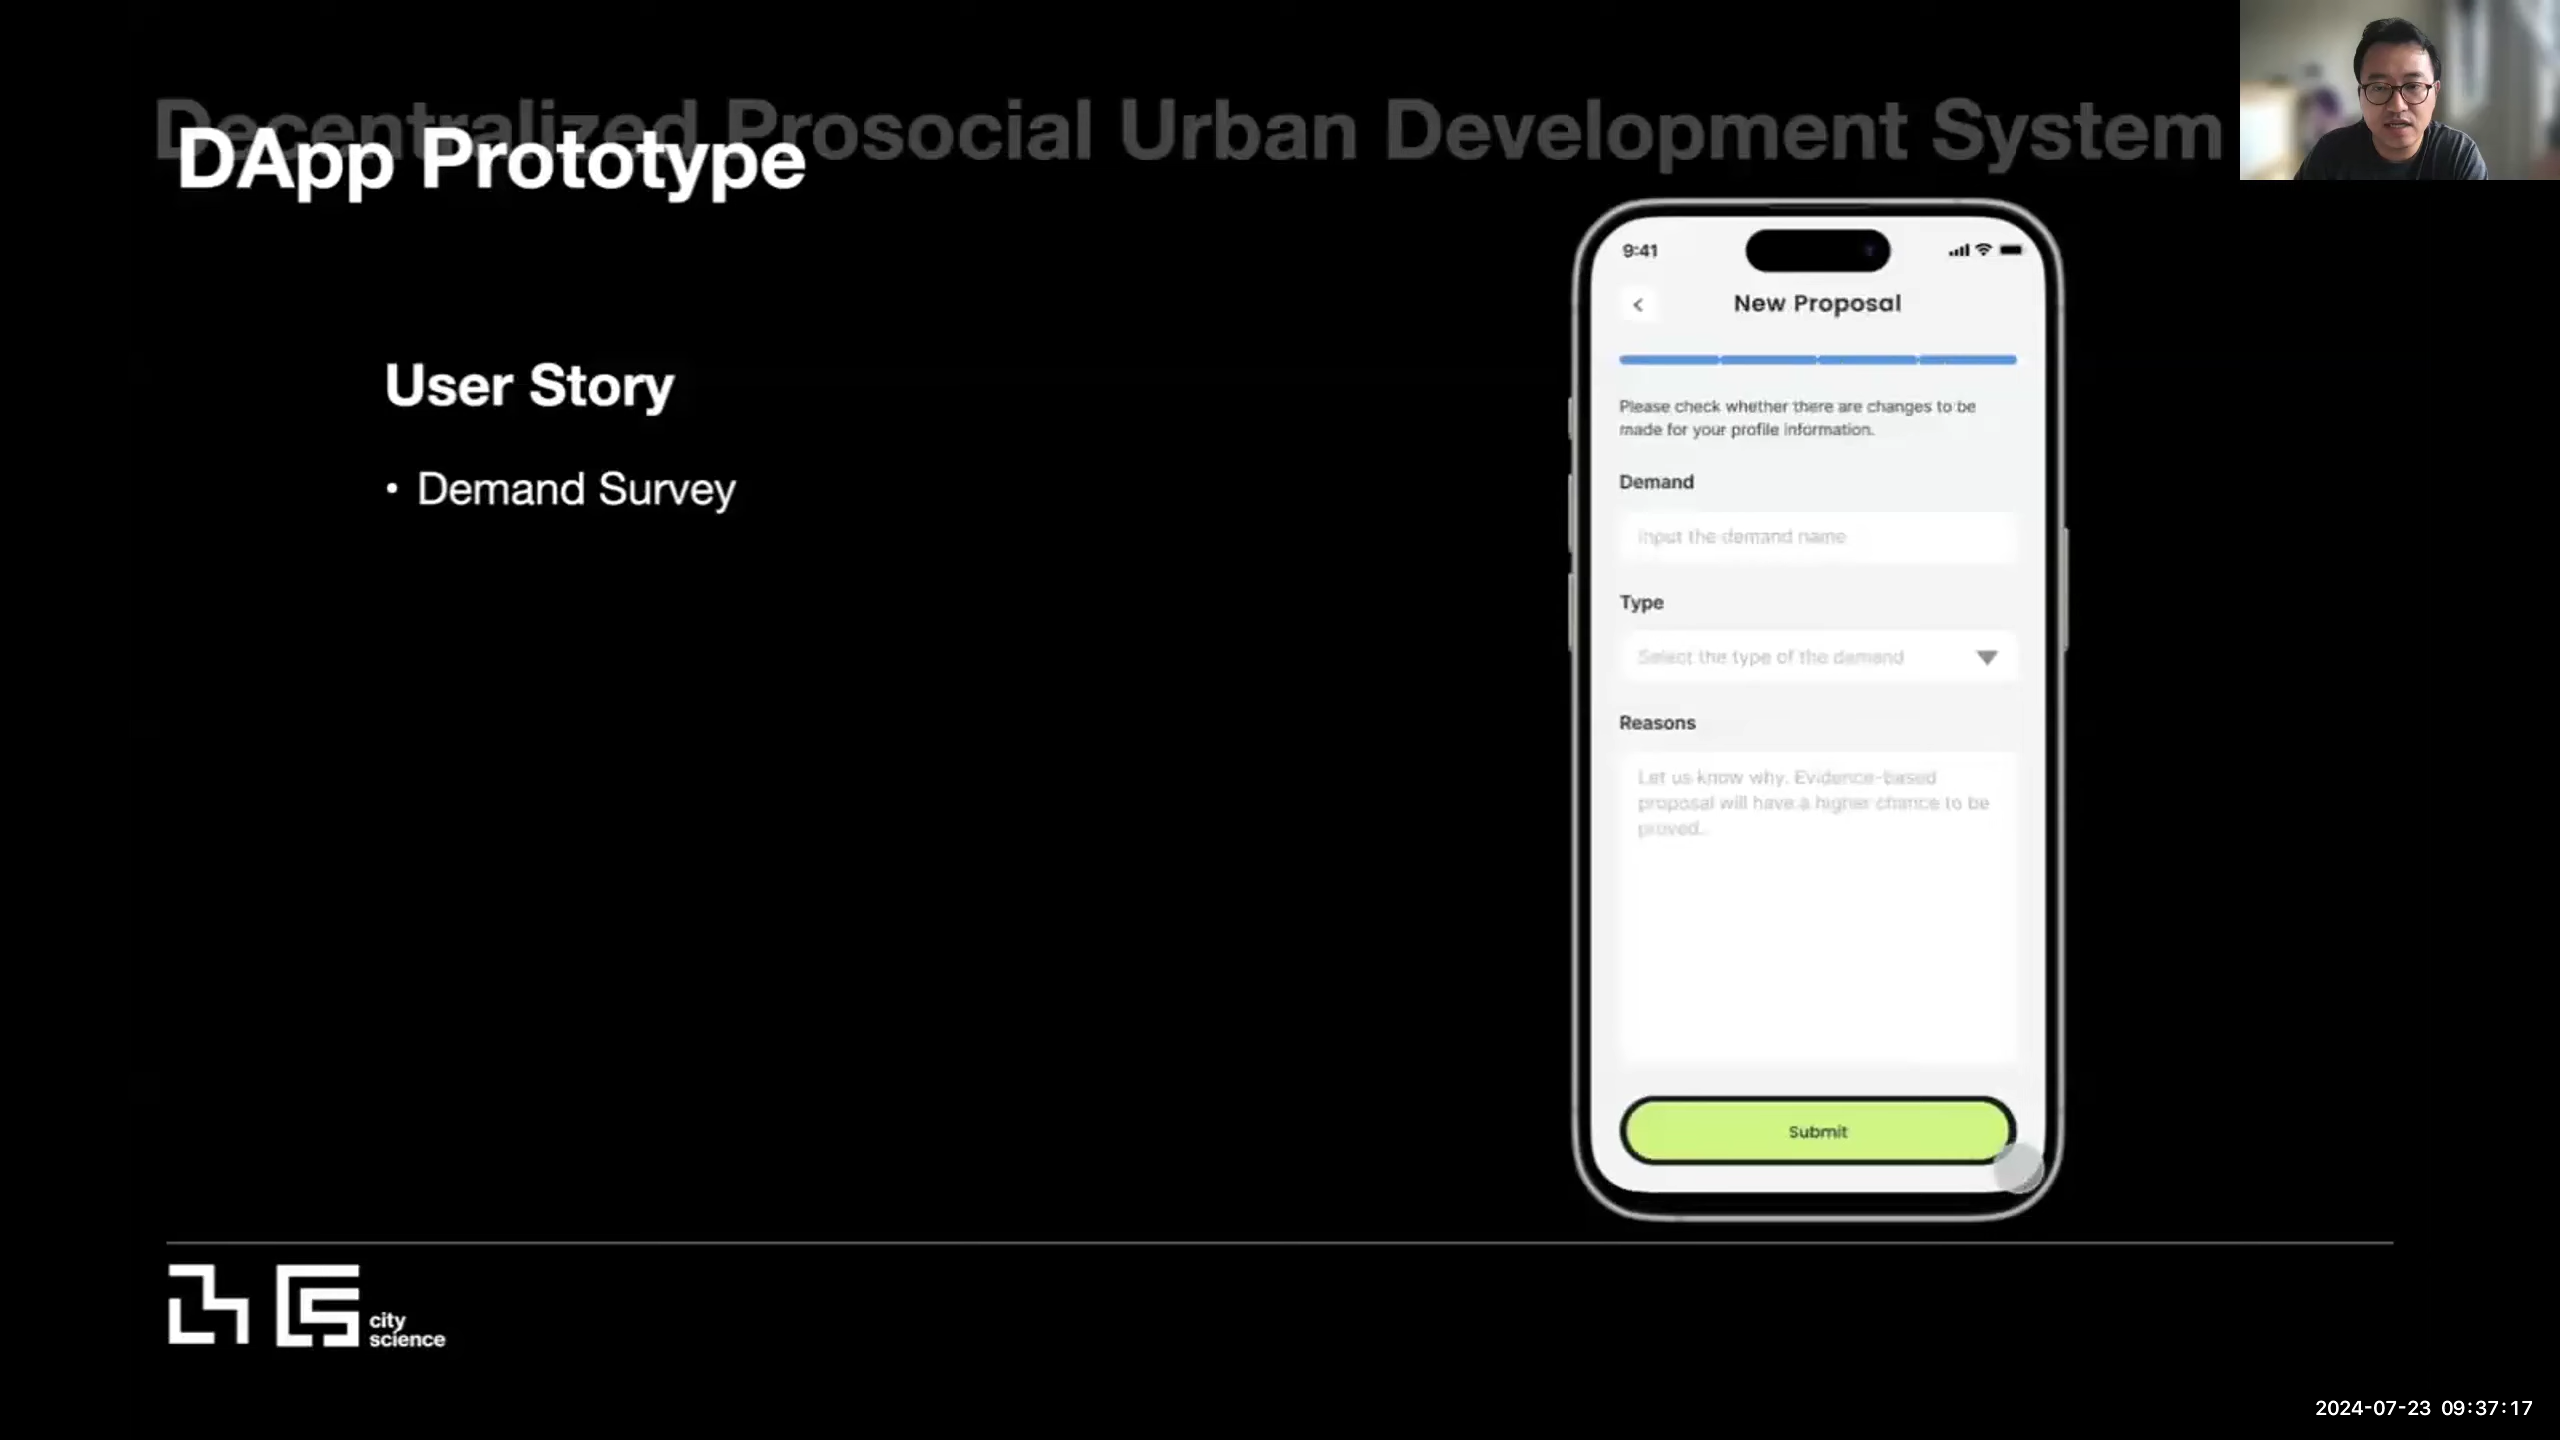 Decentralized Prosocial Urban Development System
DApp Prototype
User Story
• Demand Survey
9:41
New Proposal
Please check whether there are changes to be
made for your profile information.
Demand
Input the demand name
Type
Select the type of the demand
Reasons
Let us know why. Evidence-based
proposal will have a higher chance to be
proved..
Submit
city
science
2024-07-23 09:37:17